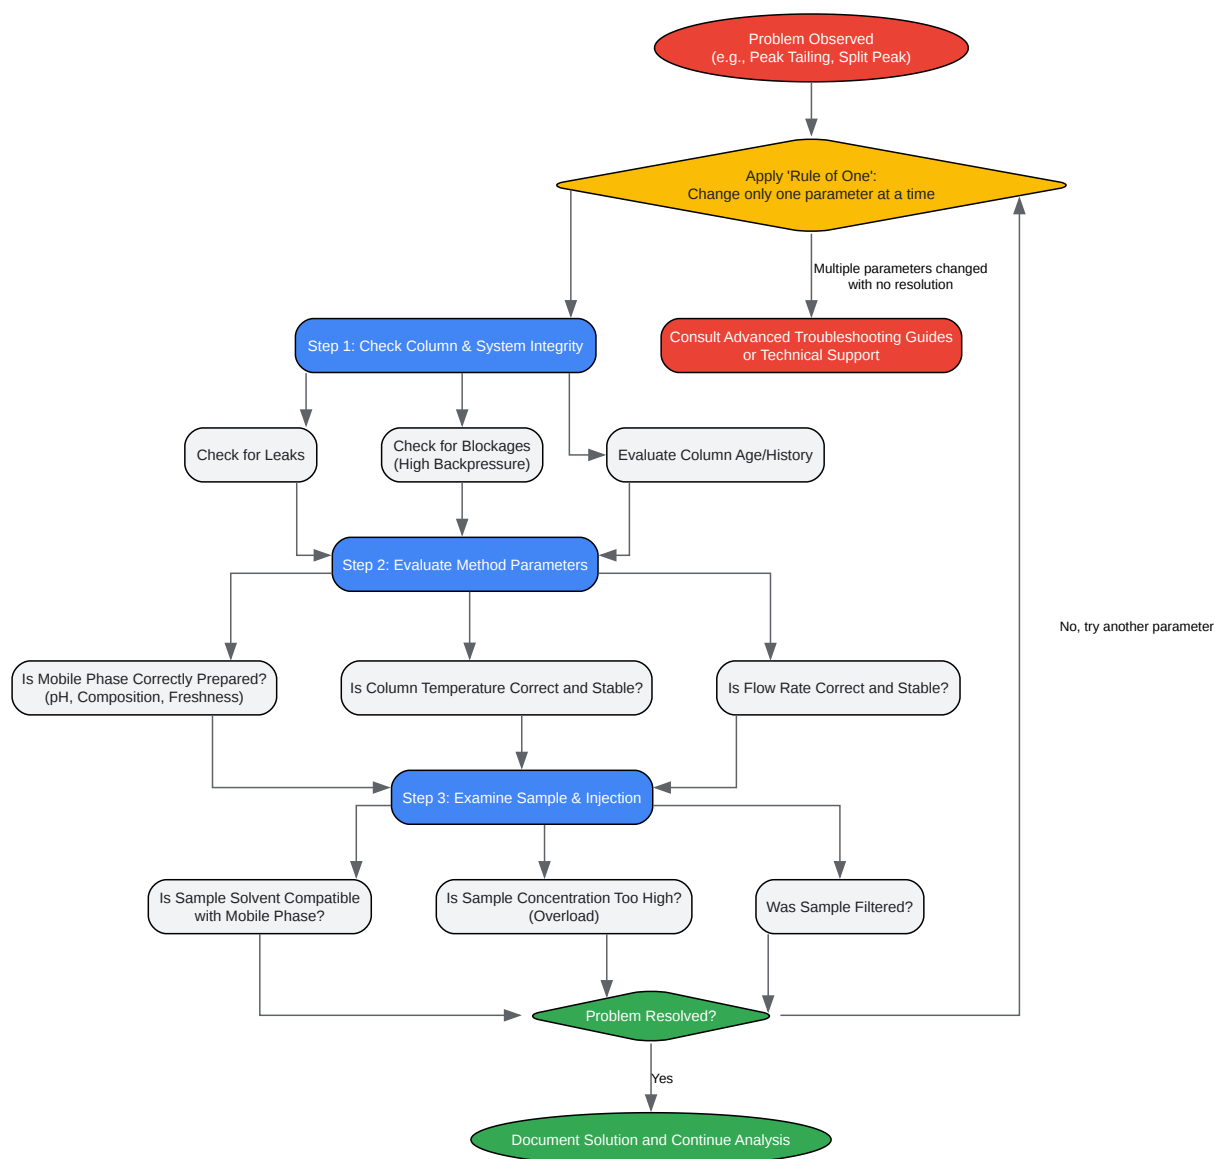 Problem Observed
(e.g., Peak Tailing, Split Peak)
Apply 'Rule of One':
Change only one parameter at a time
Multiple parameters changed
with no resolution
Step 1: Check Column & System Integrity
Consult Advanced Troubleshooting Guides
or Technical Support
Check for Leaks
Check for Blockages
(High Backpressure)
Evaluate Column Age/History
Step 2: Evaluate Method Parameters
No, try another parameter
Is Mobile Phase Correctly Prepared?
(pH, Composition, Freshness)
Is Column Temperature Correct and Stable?
Is Flow Rate Correct and Stable?
Step 3: Examine Sample & Injection
Is Sample Solvent Compatible
with Mobile Phase?
Is Sample Concentration Too High?
(Overload)
Was Sample Filtered?
Problem Resolved?
Yes
Document Solution and Continue Analysis